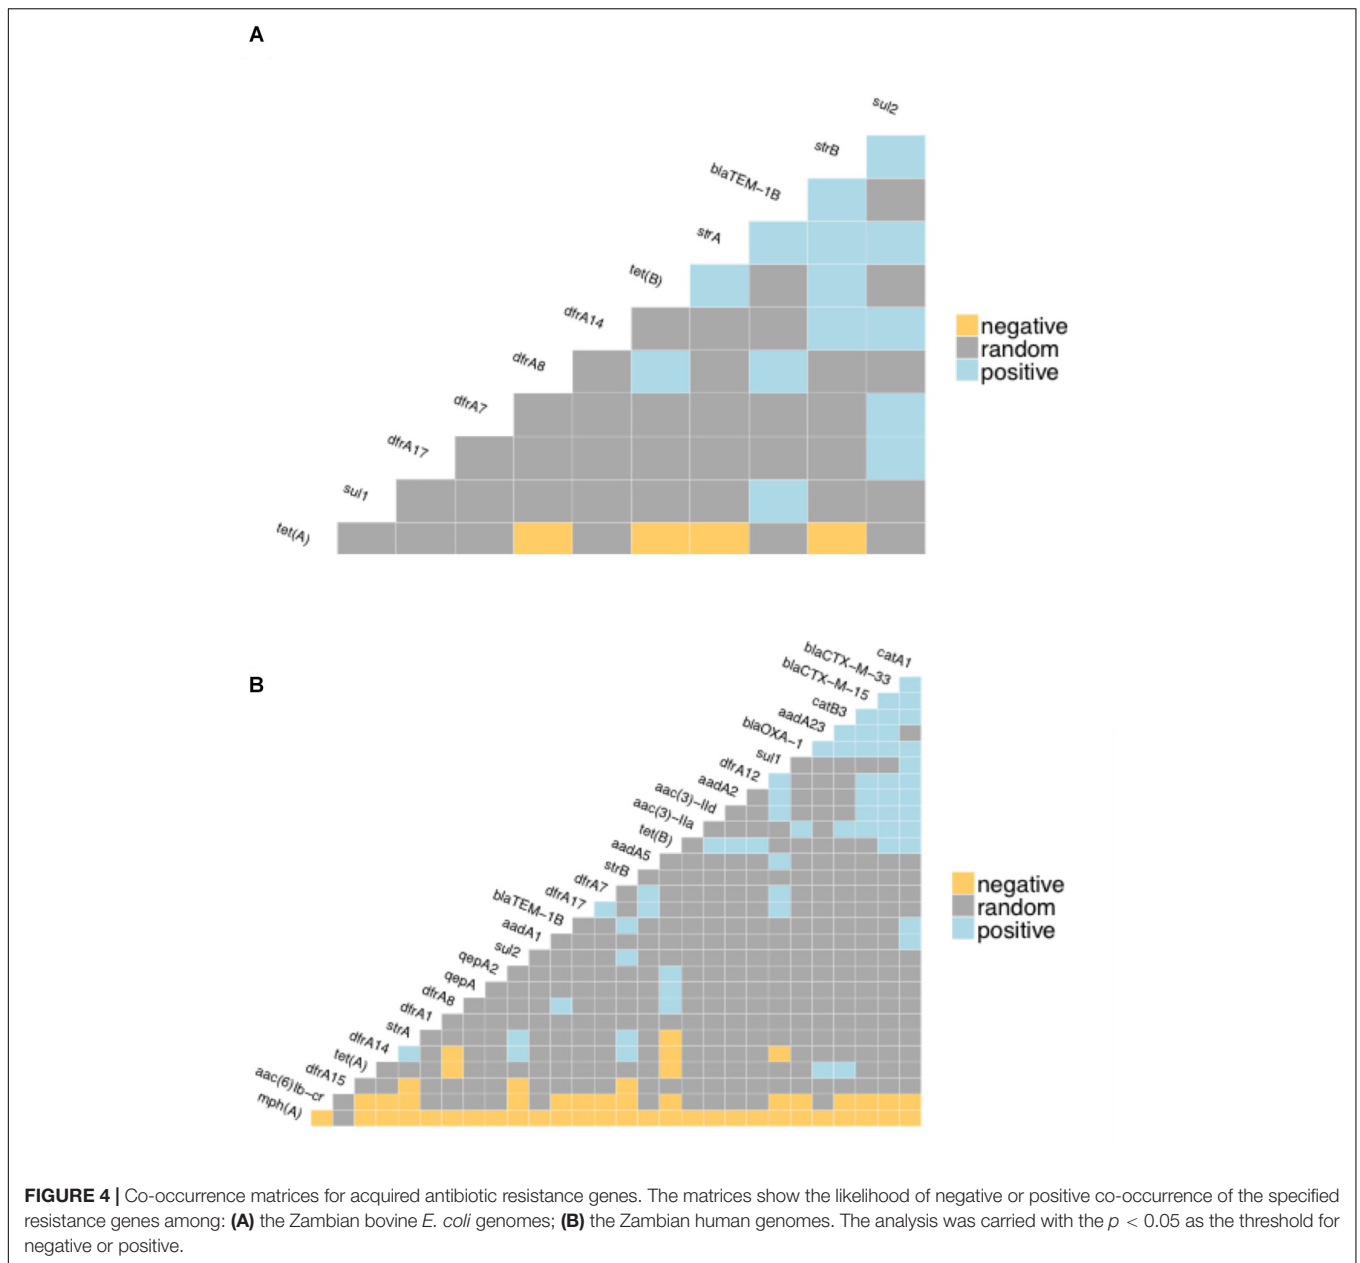 A
sul2
strB
blaTEM-1B
strA
tet(B)
dfrA14
dfrA8
dfrA7
dfrA17
sul1
tet(A)
negative
random
positive
B
catA1
blaCTX-M-33
blaCTX-M-15
catB3
aadA23
blaOXA-1
sul1
dfrA12
aadA2
aac(3)-IId
aac(3)-IIa
tet(B)
aadA5
strB
dfrA7
dfrA17
blaTEM-1B
aadA1
sul2
qepA2
qepA
dfrA8
dfrA1
strA
dfrA14
tet(A)
dfrA15
aac(6)Ib-cr
mph(A)
negative
random
positive
FIGURE 4 | Co-occurrence matrices for acquired antibiotic resistance genes. The matrices show the likelihood of negative or positive co-occurrence of the specified
resistance genes among: (A) the Zambian bovine E. coli genomes; (B) the Zambian human genomes. The analysis was carried with the p < 0.05 as the threshold for
negative or positive.